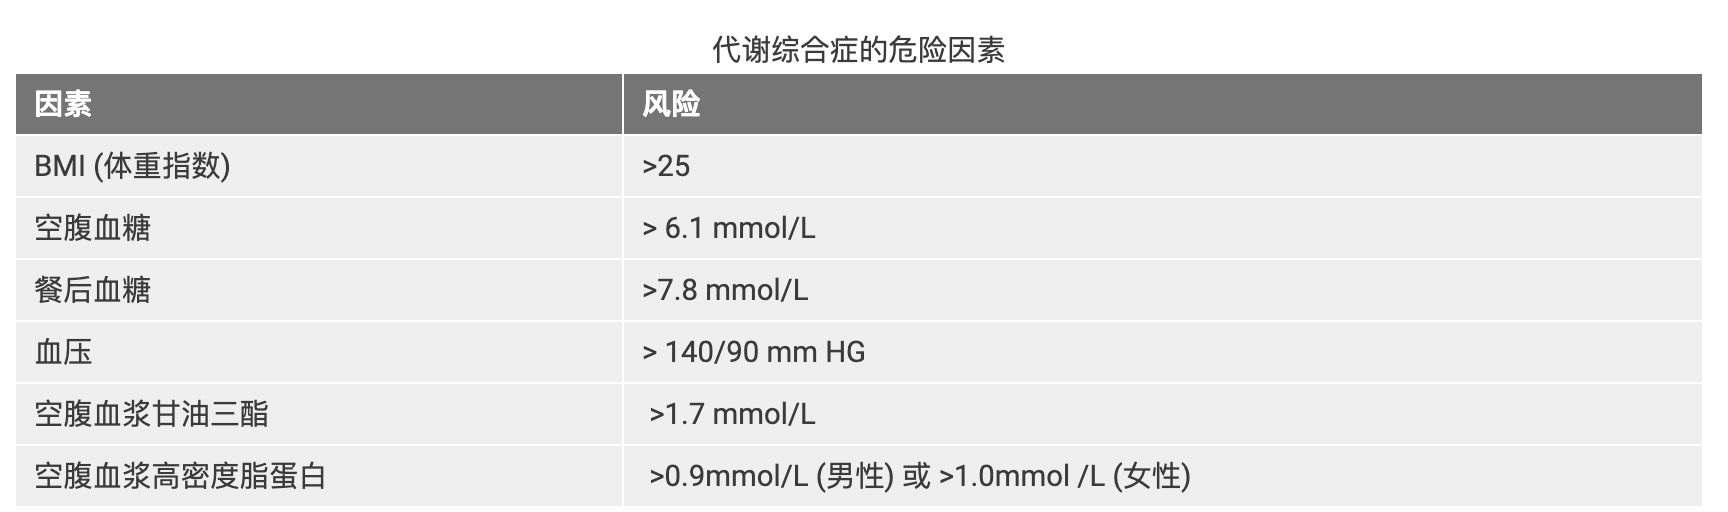 代谢综合症的危险因素
因素 风险
BMI (体重指数) >25
空腹血糖 > 6.1 mmol/L
餐后血糖 >7.8 mmol/L
血压 > 140/90 mm HG
空腹血浆甘油三酯 >1.7 mmol/L
空腹血浆高密度脂蛋白 >0.9mmol/L (男性) 或 >1.0mmol /L (女性)